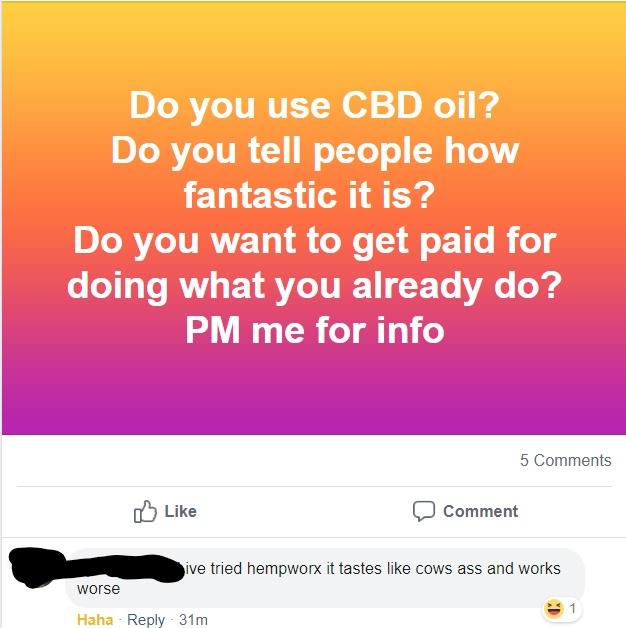 Do you use CBD oil?
Do you tell people how
fantastic it is?
Do you want to get paid for
doing what you already do?
PM me for info
5 Comments
Like
Comment
ive tried hempworx it tastes like cows ass and works
worse
Haha · Reply · 31m
1